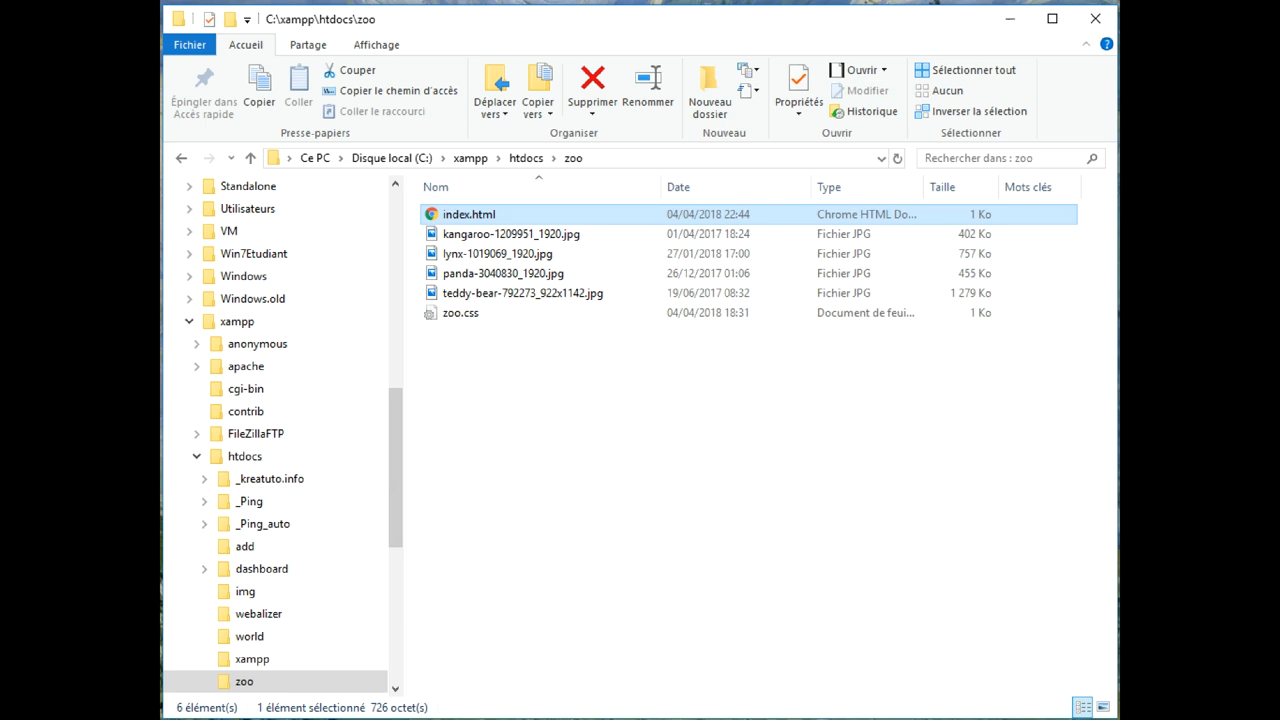 C:\xampp\htdocs\zoo
Fichier Accueil Partage Affichage
Épingler dans Accès rapide
Copier
Coller
Couper
Copier le chemin d'accès
Coller le raccourci
Presse-papiers
Déplacer vers
Copier vers
Supprimer
Renommer
Organiser
Nouveau dossier
Nouveau
Propriétés
Ouvrir
Modifier
Historique
Ouvrir
Sélectionner tout
Aucun
Inverser la sélection
Sélectionner
Ce PC Disque local (C:) xampp htdocs zoo
Rechercher dans : zoo
Standalone
Utilisateurs
VM
Win7Etudiant
Windows
Windows.old
xampp
anonymous
apache
cgi-bin
contrib
FileZillaFTP
htdocs
_kreatuto.info
_Ping
_Ping_auto
add
dashboard
img
webalizer
world
xampp
zoo
Nom Date Type Taille Mots clés
index.html 04/04/2018 22:44 Chrome HTML Do... 1 Ko
kangaroo-1209951_1920.jpg 01/04/2017 18:24 Fichier JPG 402 Ko
lynx-1019069_1920.jpg 27/01/2018 17:00 Fichier JPG 757 Ko
panda-3040830_1920.jpg 26/12/2017 01:06 Fichier JPG 455 Ko
teddy-bear-792273_922x1142.jpg 19/06/2017 08:32 Fichier JPG 1 279 Ko
zoo.css 04/04/2018 18:31 Document de feui... 1 Ko
6 élément(s) 1 élément sélectionné 726 octet(s)